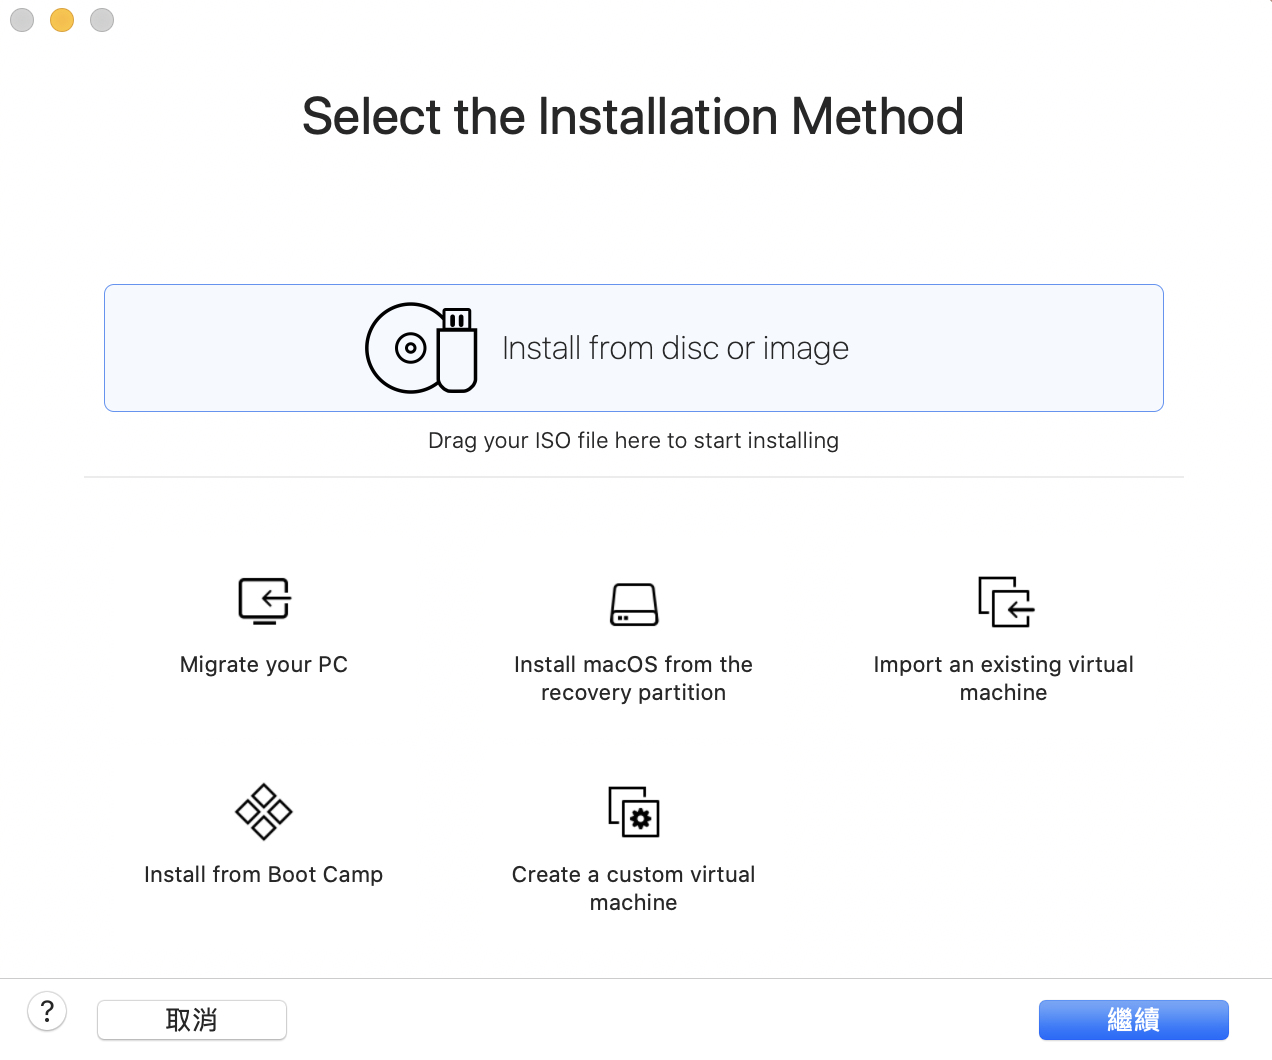 Select the Installation Method
Install from disc or image
Drag your ISO file here to start installing
Migrate your PC
Install macOS from the
recovery partition
Import an existing virtual
machine
Install from Boot Camp
Create a custom virtual
machine
?
取消
繼續